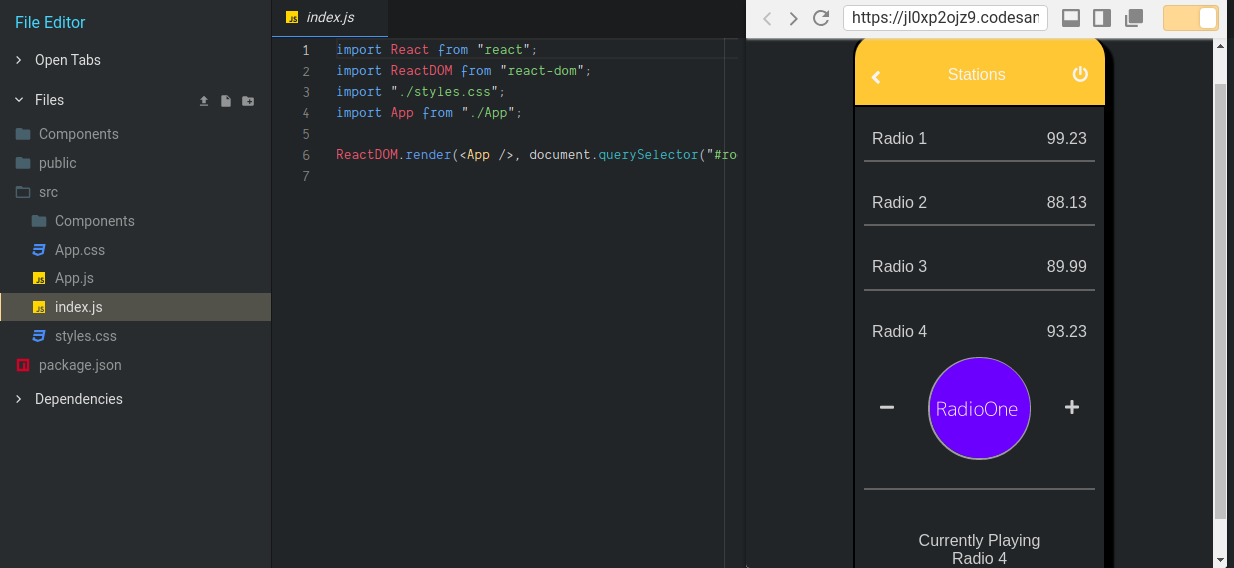 File Editor
Open Tabs
Files
Components
public
src
Components
App.css
App.js
index.js
styles.css
package.json
Dependencies
index.js
1 import React from "react";
2 import ReactDOM from "react-dom";
3 import "./styles.css";
4 import App from "./App";
5
6 ReactDOM.render(<App />, document.querySelector("#ro
7
https://jl0xp2ojz9.codesan
Stations
Radio 1 99.23
Radio 2 88.13
Radio 3 89.99
Radio 4 93.23
RadioOne
Currently Playing
Radio 4